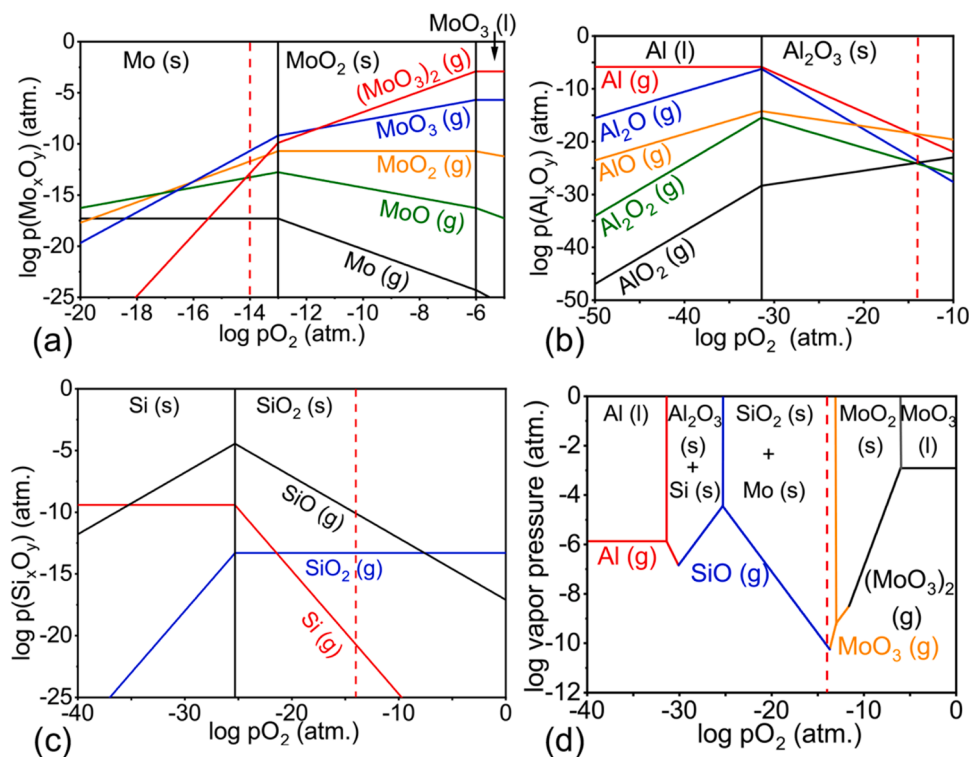 MoO₃ (l)
Mo (s)
MoO₂ (s)
(MoO₃)₂ (g)
MoO₃ (g)
MoO₂ (g)
MoO (g)
Mo (g)
log p(MoₓOᵧ) (atm.)
0
-5
-10
-15
-20
-25
-20 -18 -16 -14 -12 -10 -8 -6
log pO₂ (atm.)
(a)
Al (l)
Al₂O₃ (s)
Al (g)
Al₂O (g)
AlO (g)
Al₂O₂ (g)
AlO₂ (g)
log p(AlₓOᵧ) (atm.)
0
-10
-20
-30
-40
-50
-50 -40 -30 -20 -10
log pO₂ (atm.)
(b)
Si (s)
SiO₂ (s)
SiO (g)
SiO₂ (g)
Si (g)
log p(SiₓOᵧ) (atm.)
0
-5
-10
-15
-20
-25
-40 -30 -20 -10 0
log pO₂ (atm.)
(c)
Al (l)
Al₂O₃
(s)
+
Si (s)
SiO₂ (s)
+
Mo (s)
MoO₂
(s)
MoO₃
(l)
Al (g)
SiO (g)
(MoO₃)₂
(g)
MoO₃ (g)
log vapor pressure (atm.)
0
-2
-4
-6
-8
-10
-12
-40 -30 -20 -10 0
log pO₂ (atm.)
(d)